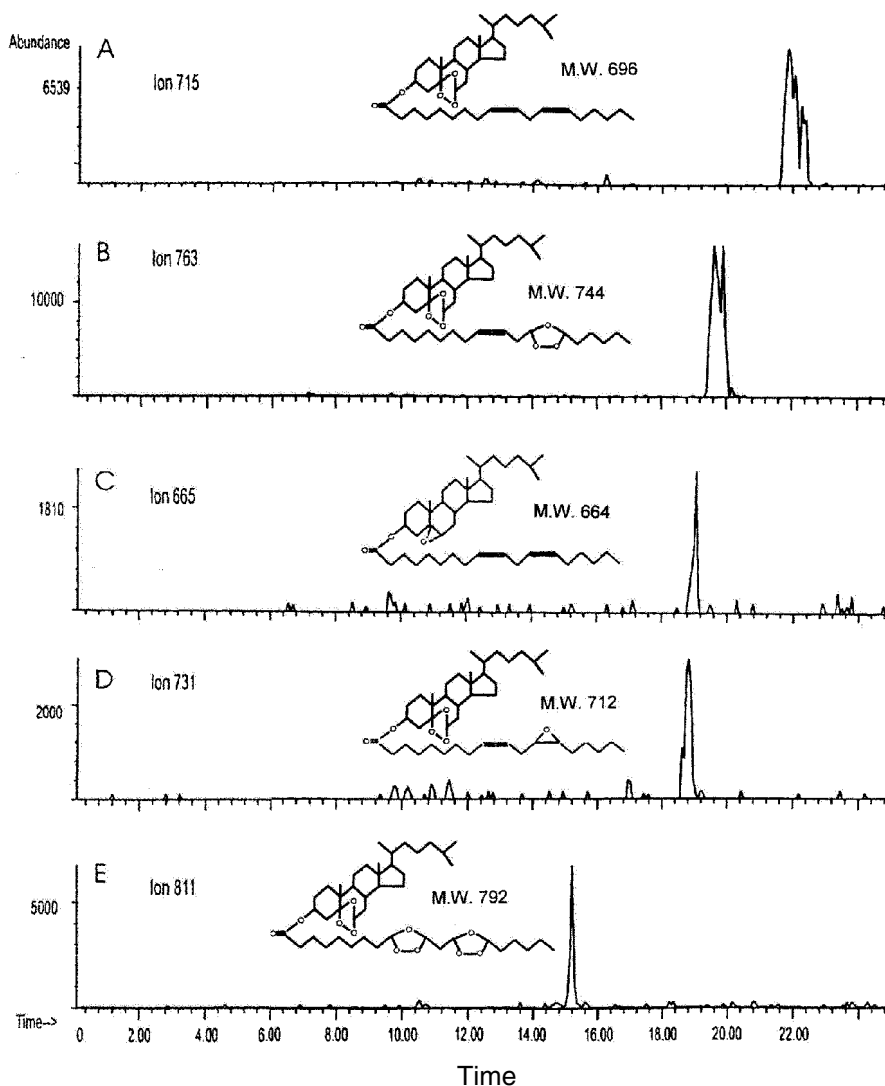 Abundance
A
Ion 715
M.W. 696
6539
B
Ion 763
M.W. 744
10000
C
Ion 665
M.W. 664
1810
D
Ion 731
M.W. 712
2000
E
Ion 811
M.W. 792
5000
Time-->
0. 2.00 4.00 6.00 8.00 10.00 12.00 14.00 16.00 18.00 20.00 22.00
Time